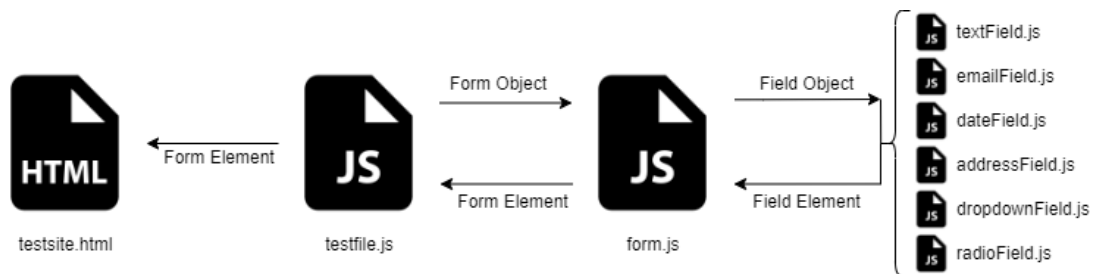 textField.js
JS
Form Object
Field Object
emailField.js
JS
HTML
JS
JS
dateField.js
JS
Form Element
addressField.js
JS
Form Element
Field Element
dropdownField.js
JS
testsite.html
testfile.js
form.js
radioField.js
JS